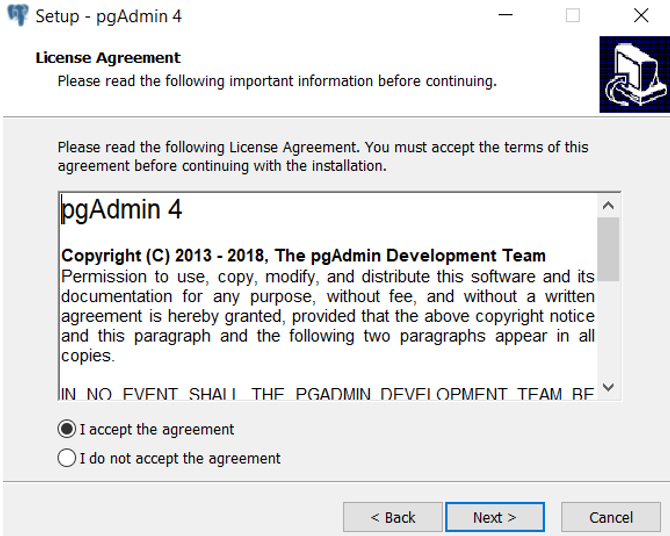 Setup - pgAdmin 4
License Agreement
Please read the following important information before continuing.
Please read the following License Agreement. You must accept the terms of this
agreement before continuing with the installation.
pgAdmin 4
Copyright (C) 2013 - 2018, The pgAdmin Development Team
Permission to use, copy, modify, and distribute this software and its
documentation for any purpose, without fee, and without a written
agreement is hereby granted, provided that the above copyright notice
and this paragraph and the following two paragraphs appear in all
copies.
IN NO EVENT SHALL THE PGADMIN DEVELOPMENT TEAM BE
I accept the agreement
I do not accept the agreement
< Back
Next >
Cancel